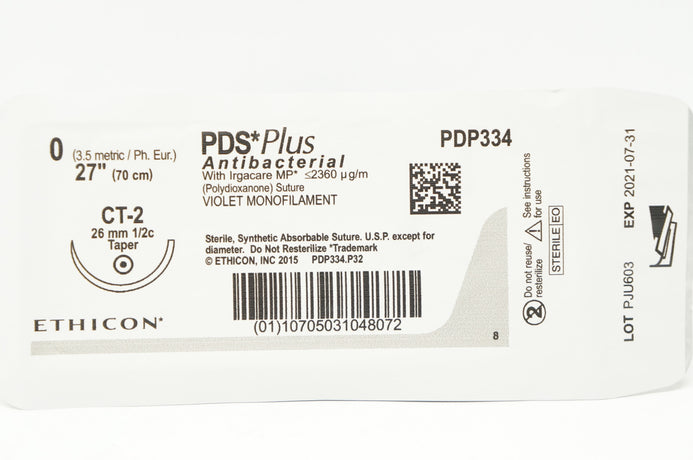 0 (3.5 metric / Ph. Eur.)
27" (70 cm)
CT-2
26 mm 1/2c
Taper
ETHICON*
PDS* Plus
Antibacterial
With Irgacare MP* ≤2360 µg/m
(Polydioxanone) Suture
VIOLET MONOFILAMENT
PDP334
Sterile, Synthetic Absorbable Suture. U.S.P. except for
diameter. Do Not Resterilize *Trademark
© ETHICON, INC 2015 PDP334.P32
(01)10705031048072
8
2 Do not reuse/
resterilize
See instructions
for use
STERILE EO
LOT PJU603 EXP 2021-07-31